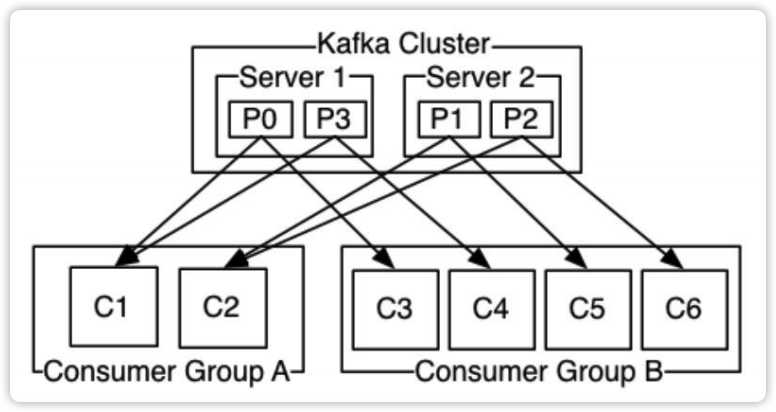 Kafka Cluster
Server 1 Server 2
P0 P3 P1 P2
C1 C2 C3 C4 C5 C6
Consumer Group A Consumer Group B